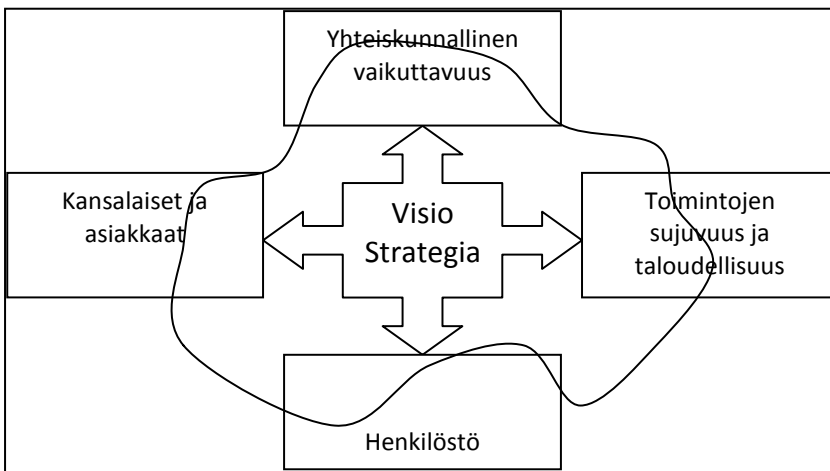 Yhteiskunnallinen
vaikuttavuus
Kansalaiset ja
asiakkaat
Visio
Strategia
Toimintojen
sujuvuus ja
taloudellisuus
Henkilöstö